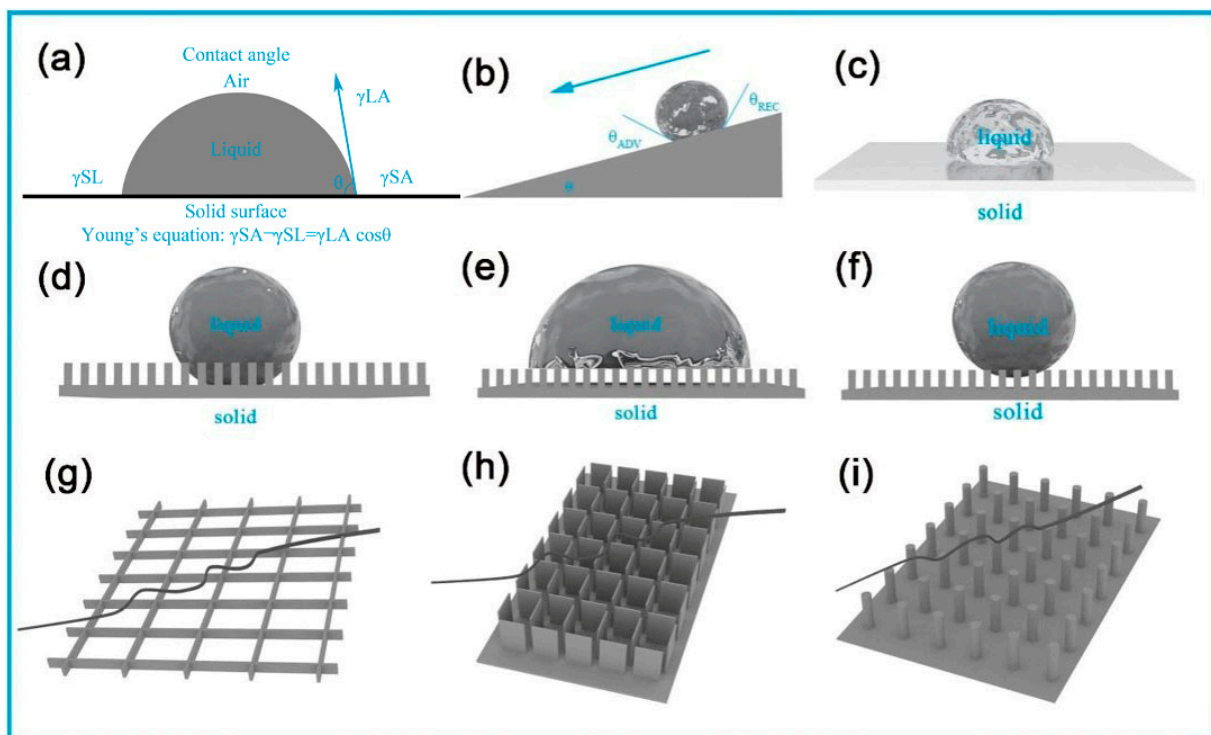 (a)
Contact angle
Air
γLA
Liquid
γSL
θ
γSA
Solid surface
Young's equation: γSA−γSL=γLA cosθ
(b)
θREC
θADV
θ
(c)
liquid
solid
(d)
liquid
solid
(e)
liquid
solid
(f)
liquid
solid
(g)
(h)
(i)